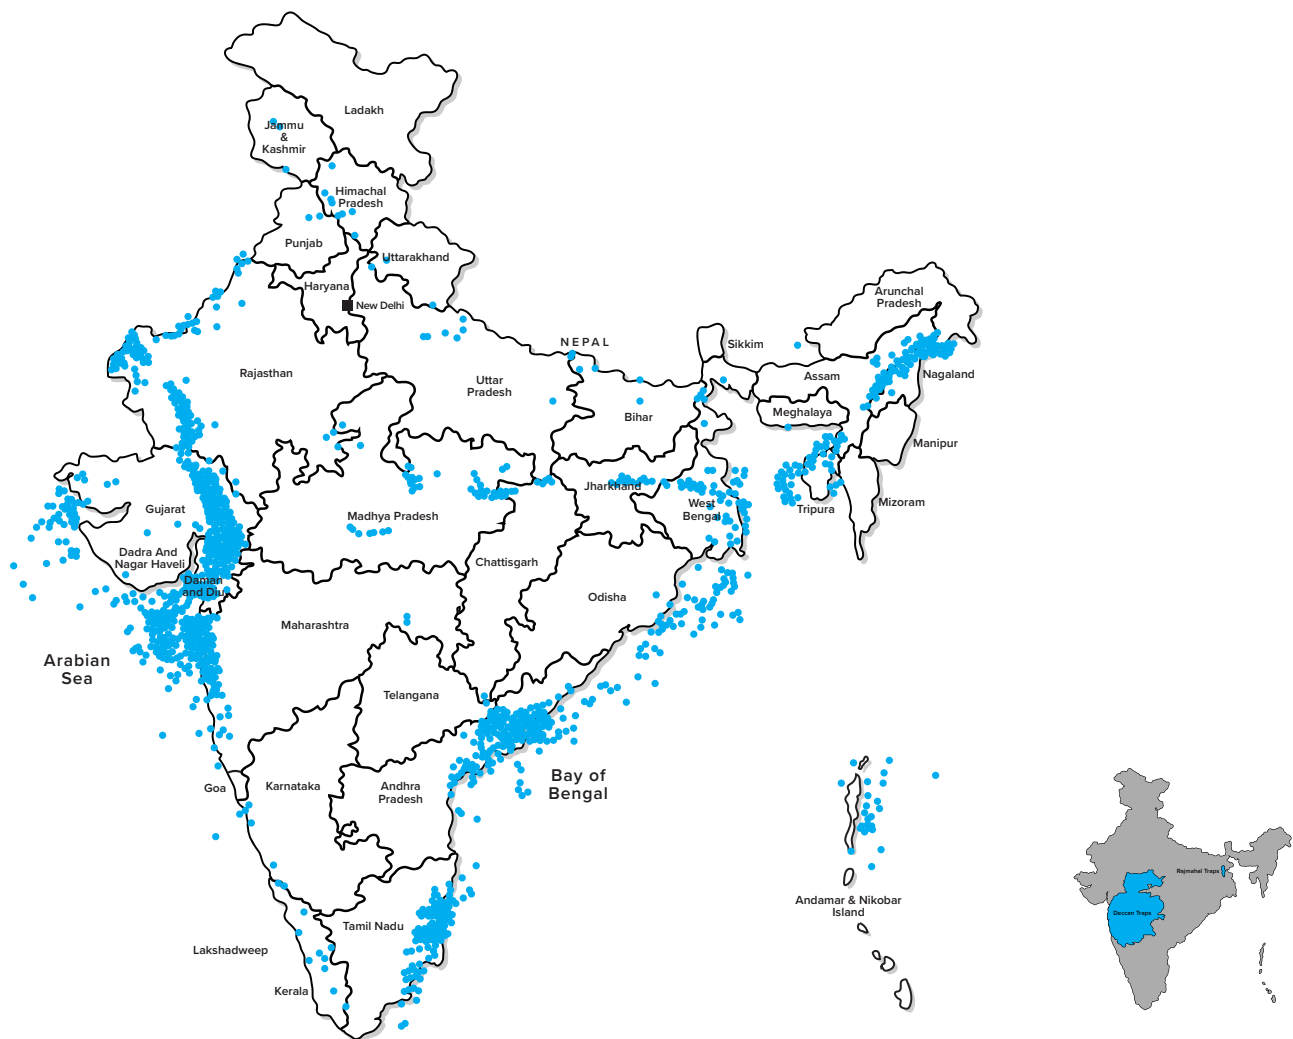 Ladakh
Jammu
&
Kashmir
Himachal
Pradesh
Punjab
Uttarakhand
Haryana
New Delhi
Arunchal
Pradesh
NEPAL
Sikkim
Rajasthan
Uttar
Pradesh
Assam
Nagaland
Bihar
Meghalaya
Manipur
Jharkhand
Gujarat
Madhya Pradesh
West
Bengal
Tripura
Mizoram
Dadra And
Nagar Haveli
Chattisgarh
Daman
and Diu
Odisha
Maharashtra
Arabian
Sea
Telangana
Bay of
Bengal
Goa
Karnataka
Andhra
Pradesh
Rajmahal Traps
Deccan Traps
Andamar & Nikobar
Island
Tamil Nadu
Lakshadweep
Kerala